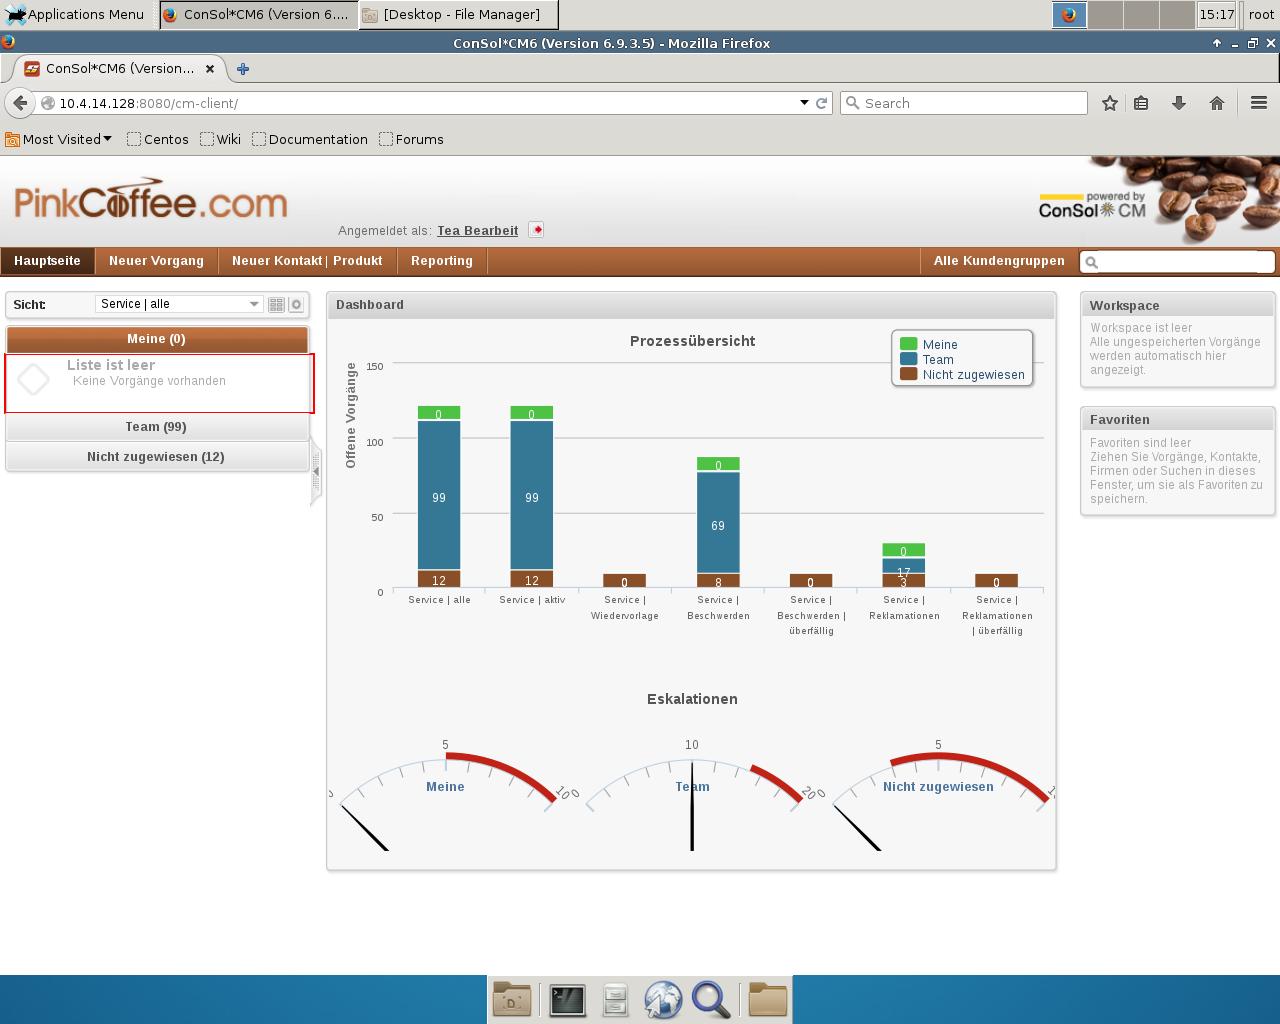 Applications Menu
ConSol*CM6 (Version 6....
[Desktop - File Manager]
15:17
root
ConSol*CM6 (Version 6.9.3.5) - Mozilla Firefox
ConSol*CM6 (Version...
10.4.14.128:8080/cm-client/
Search
Most Visited
Centos
Wiki
Documentation
Forums
PinkCoffee.com
Angemeldet als: Tea Bearbeit
powered by
ConSol CM
Hauptseite
Neuer Vorgang
Neuer Kontakt | Produkt
Reporting
Alle Kundengruppen
Sicht:
Service | alle
Meine (0)
Liste ist leer
Keine Vorgänge vorhanden
Team (99)
Nicht zugewiesen (12)
Dashboard
Prozessübersicht
Meine
Team
Nicht zugewiesen
Offene Vorgänge
150
100
50
0
0
99
12
0
99
12
0
0
69
8
0
0
17
3
0
Service | alle
Service | aktiv
Service |
Wiedervorlage
Service |
Beschwerden
Service |
Beschwerden |
überfällig
Service |
Reklamationen
Service |
Reklamationen
| überfällig
Eskalationen
0
5
10
Meine
0
10
20
Team
0
5
Nicht zugewiesen
Workspace
Workspace ist leer
Alle ungespeicherten Vorgänge
werden automatisch hier
angezeigt.
Favoriten
Favoriten sind leer
Ziehen Sie Vorgänge, Kontakte,
Firmen oder Suchen in dieses
Fenster, um sie als Favoriten zu
speichern.